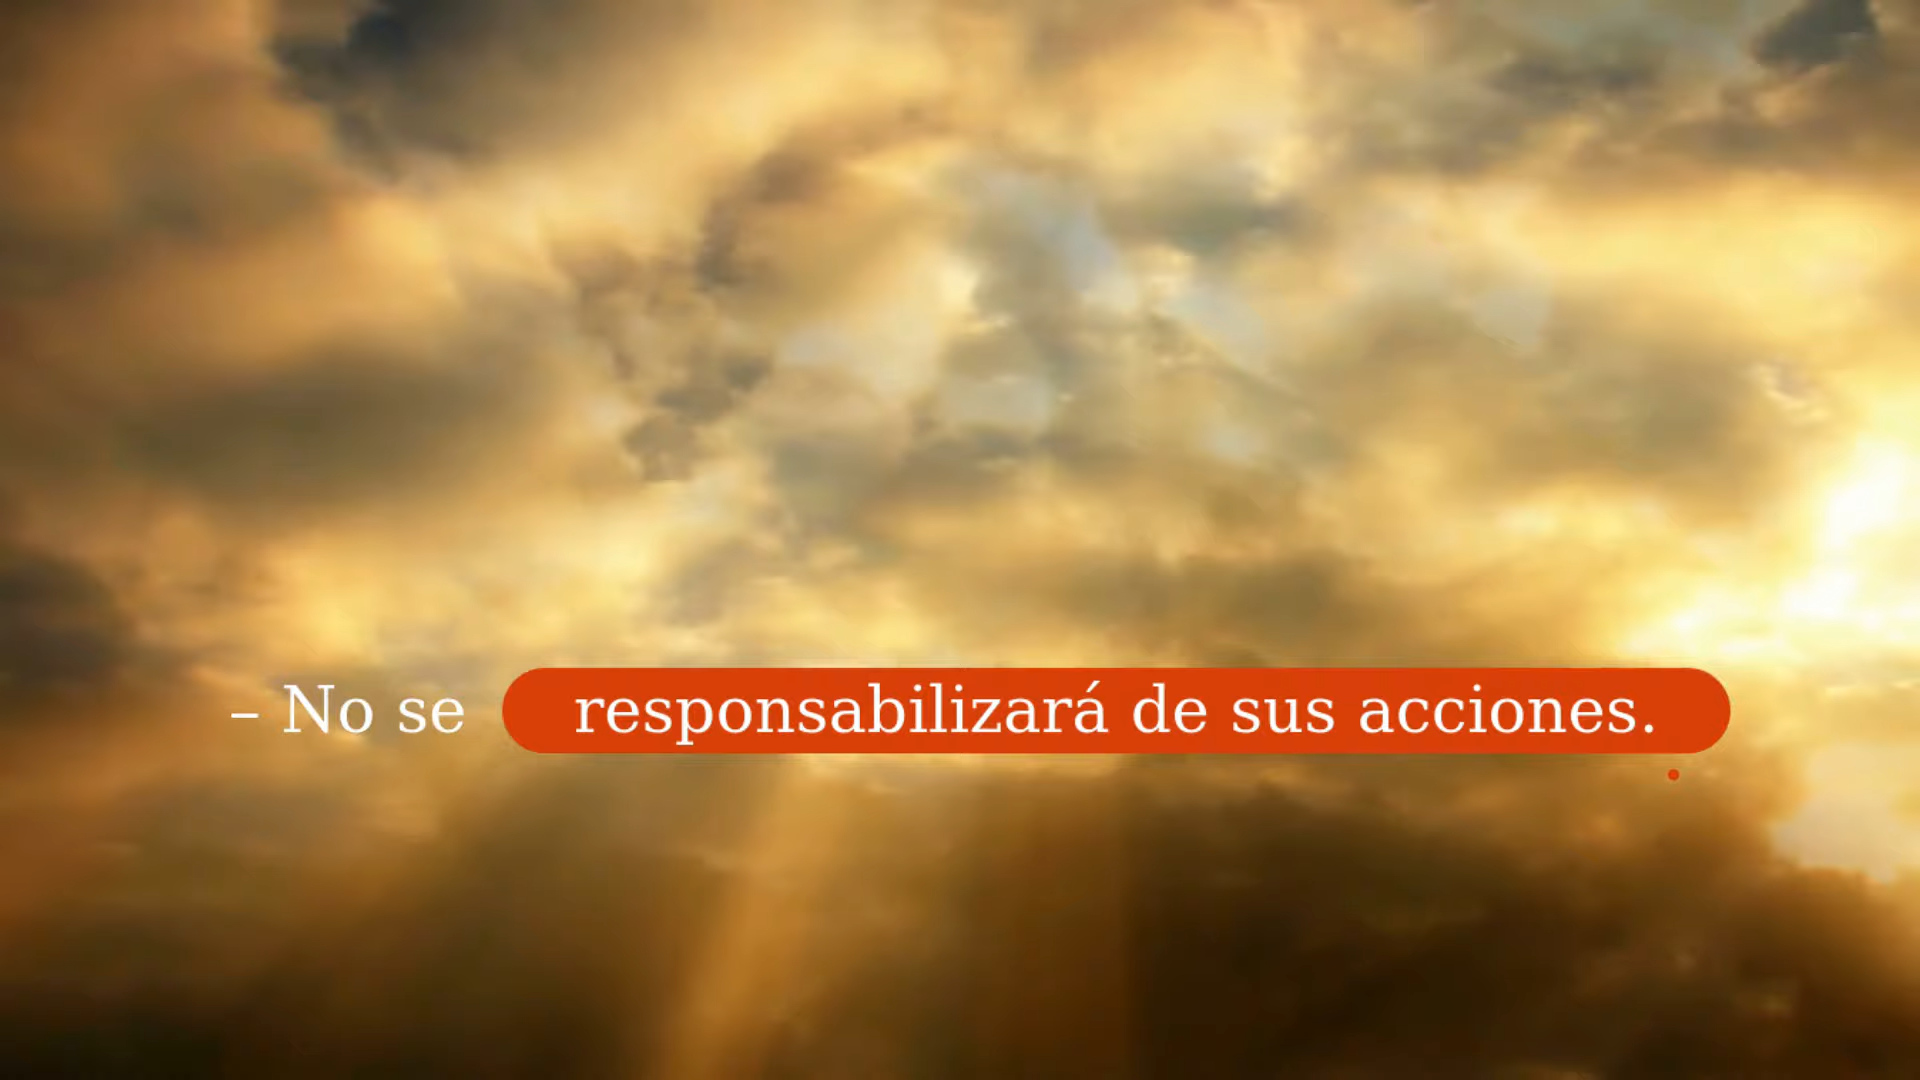 – No se responsabilizará de sus acciones.